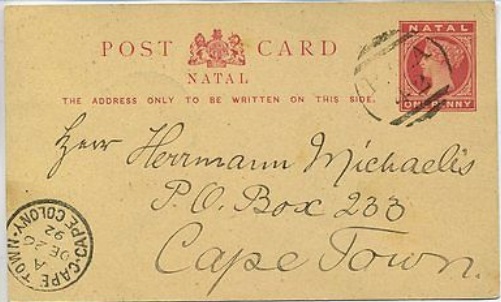 NATAL
POST CARD
NATAL
ONE PENNY
THE ADDRESS ONLY TO BE WRITTEN ON THIS SIDE.
Herr Herrmann Michaelis
P.O. Box 233
Cape Town.
CAPE TOWN · CAPE COLONY
A
DE 20
92